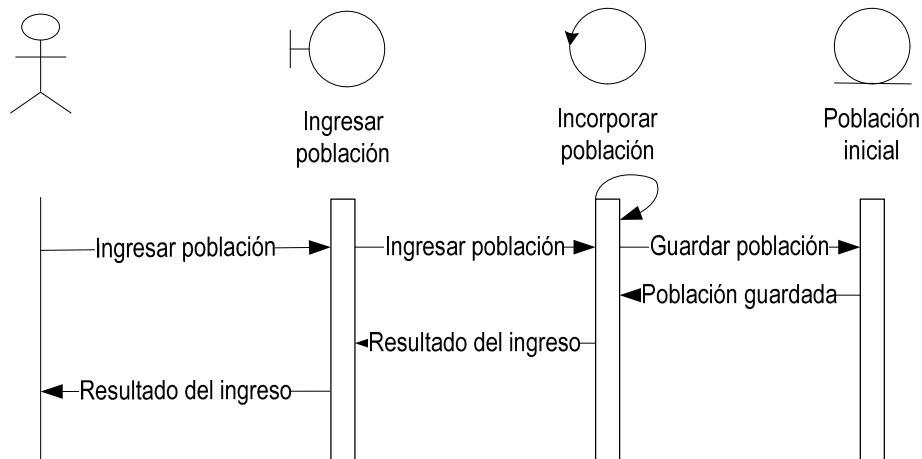 Ingresar
población
Incorporar
población
Población
inicial
Ingresar población
Ingresar población
Guardar población
Población guardada
Resultado del ingreso
Resultado del ingreso